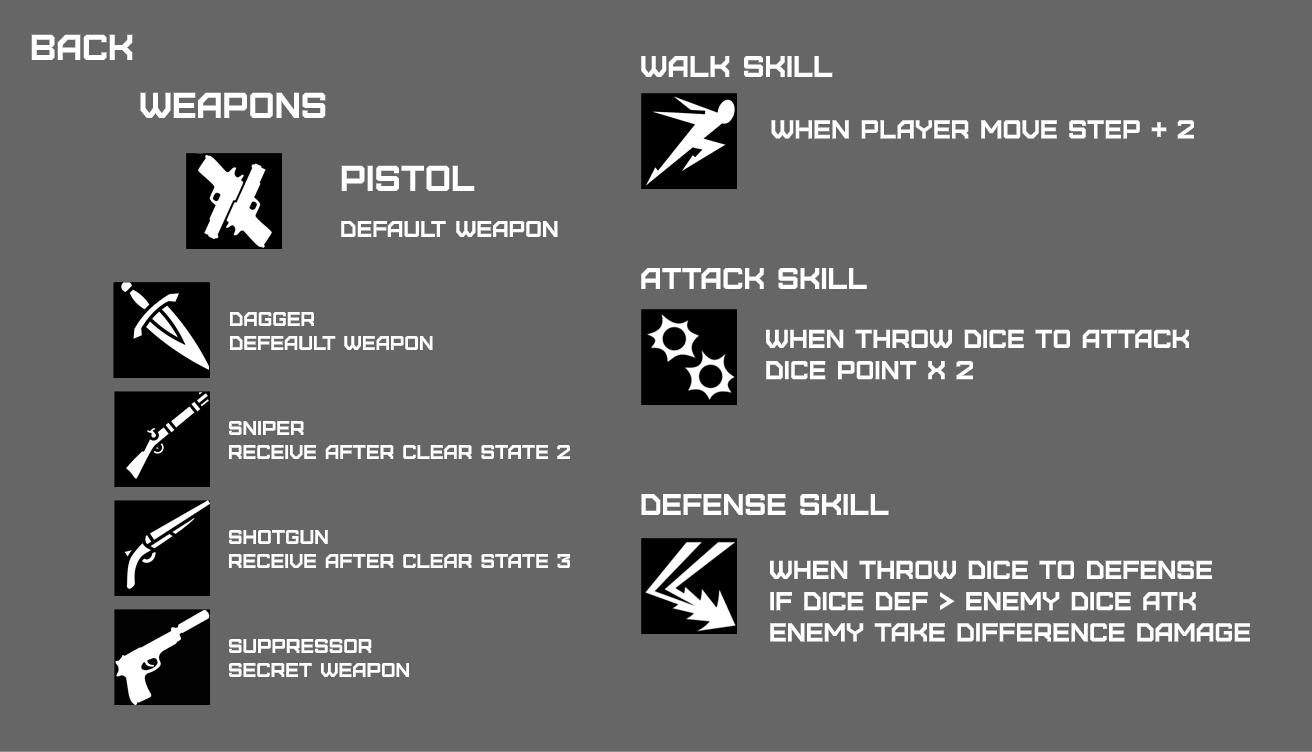 BACK
WEAPONS
PISTOL
DEFAULT WEAPON
DAGGER
DEFEAULT WEAPON
SNIPER
RECEIVE AFTER CLEAR STATE 2
SHOTGUN
RECEIVE AFTER CLEAR STATE 3
SUPPRESSOR
SECRET WEAPON
WALK SKILL
WHEN PLAYER MOVE STEP + 2
ATTACK SKILL
WHEN THROW DICE TO ATTACK
DICE POINT X 2
DEFENSE SKILL
WHEN THROW DICE TO DEFENSE
IF DICE DEF > ENEMY DICE ATK
ENEMY TAKE DIFFERENCE DAMAGE